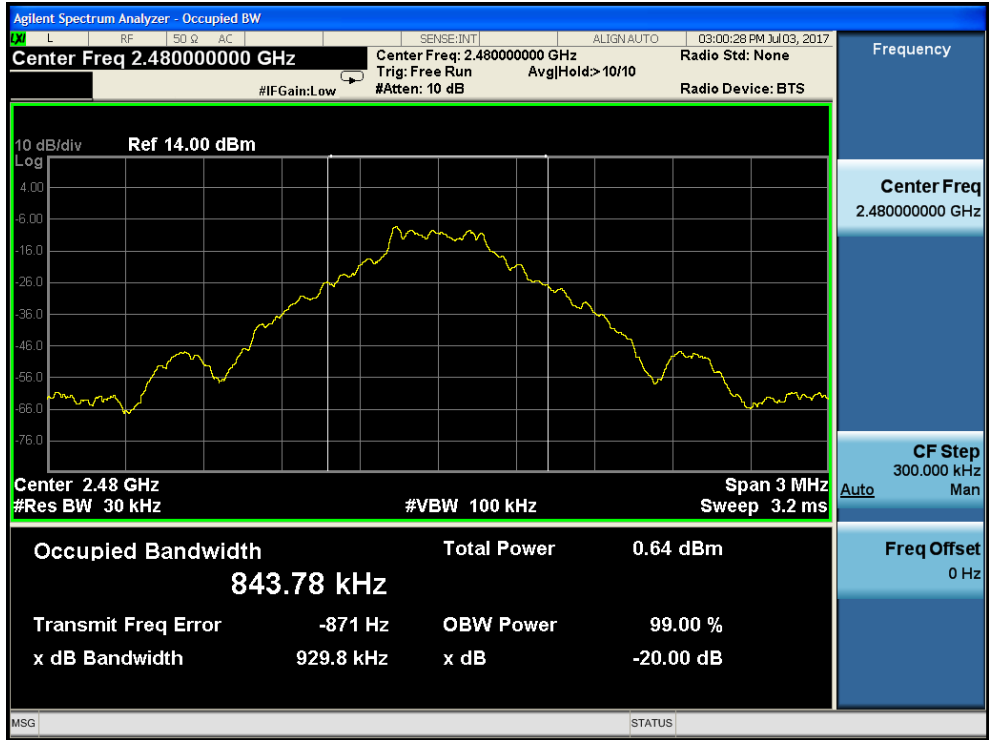 Agilent Spectrum Analyzer - Occupied BW
LXI L RF 50 Ω AC SENSE:INT ALIGN AUTO 03:00:28 PM Jul 03, 2017
Center Freq 2.480000000 GHz
Center Freq: 2.480000000 GHz Radio Std: None
Trig: Free Run Avg|Hold:>10/10
#IFGain:Low #Atten: 10 dB Radio Device: BTS
10 dB/div Ref 14.00 dBm
Log
4.00
-6.00
-16.0
-26.0
-36.0
-46.0
-56.0
-66.0
-76.0
Center 2.48 GHz Span 3 MHz
#Res BW 30 kHz #VBW 100 kHz Sweep 3.2 ms
Occupied Bandwidth Total Power 0.64 dBm
843.78 kHz
Transmit Freq Error -871 Hz OBW Power 99.00 %
x dB Bandwidth 929.8 kHz x dB -20.00 dB
Frequency
Center Freq
2.480000000 GHz
CF Step
300.000 kHz
Auto Man
Freq Offset
0 Hz
MSG STATUS